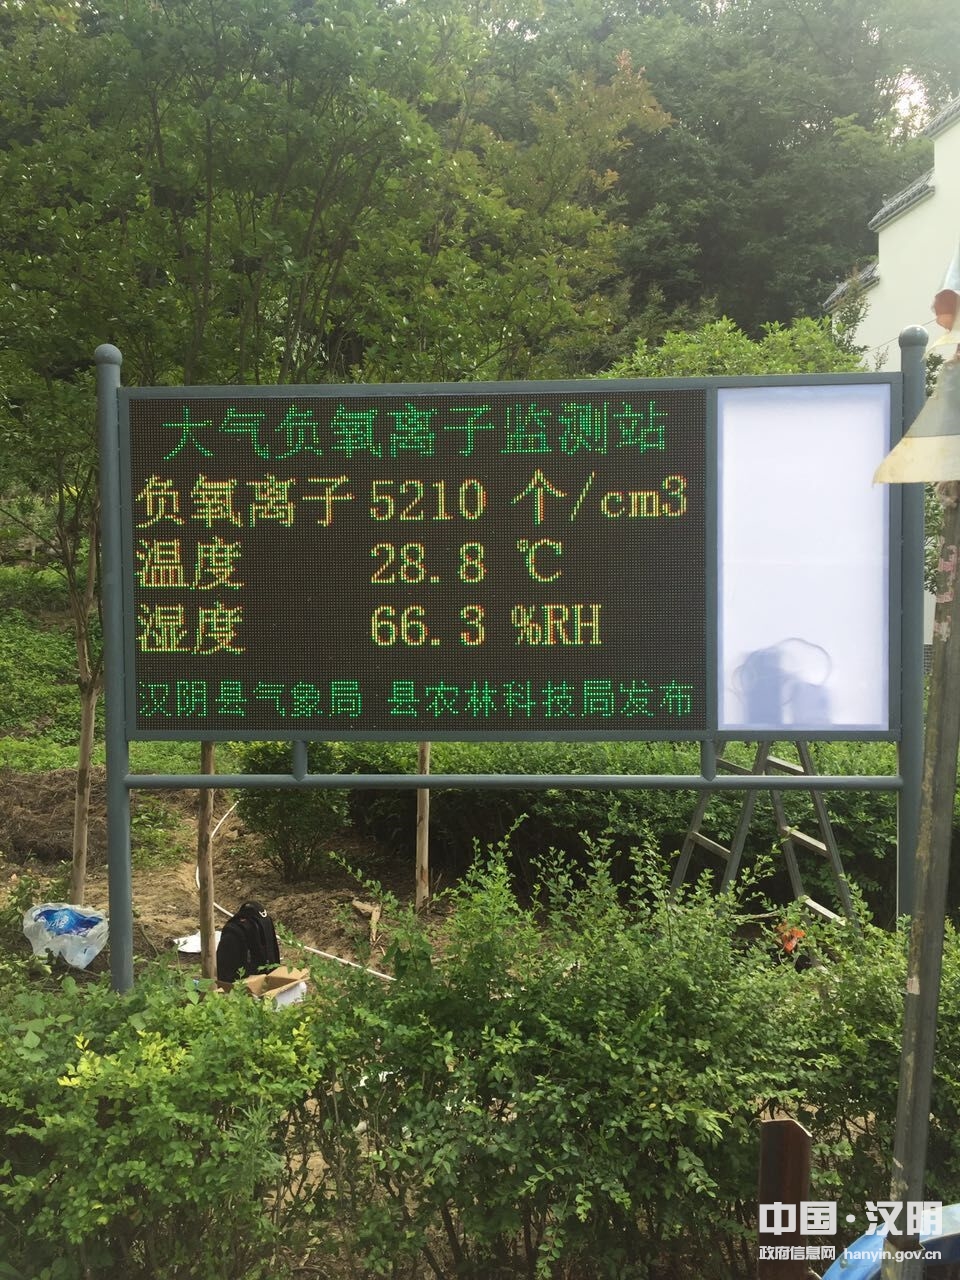 大气负氧离子监测站
负氧离子 5210 个/cm3
温度 28.8 ℃
湿度 66.3 %RH
汉阴县气象局 县农林科技局发布
中国·汉阴
政府信息网 hanyin.gov.cn